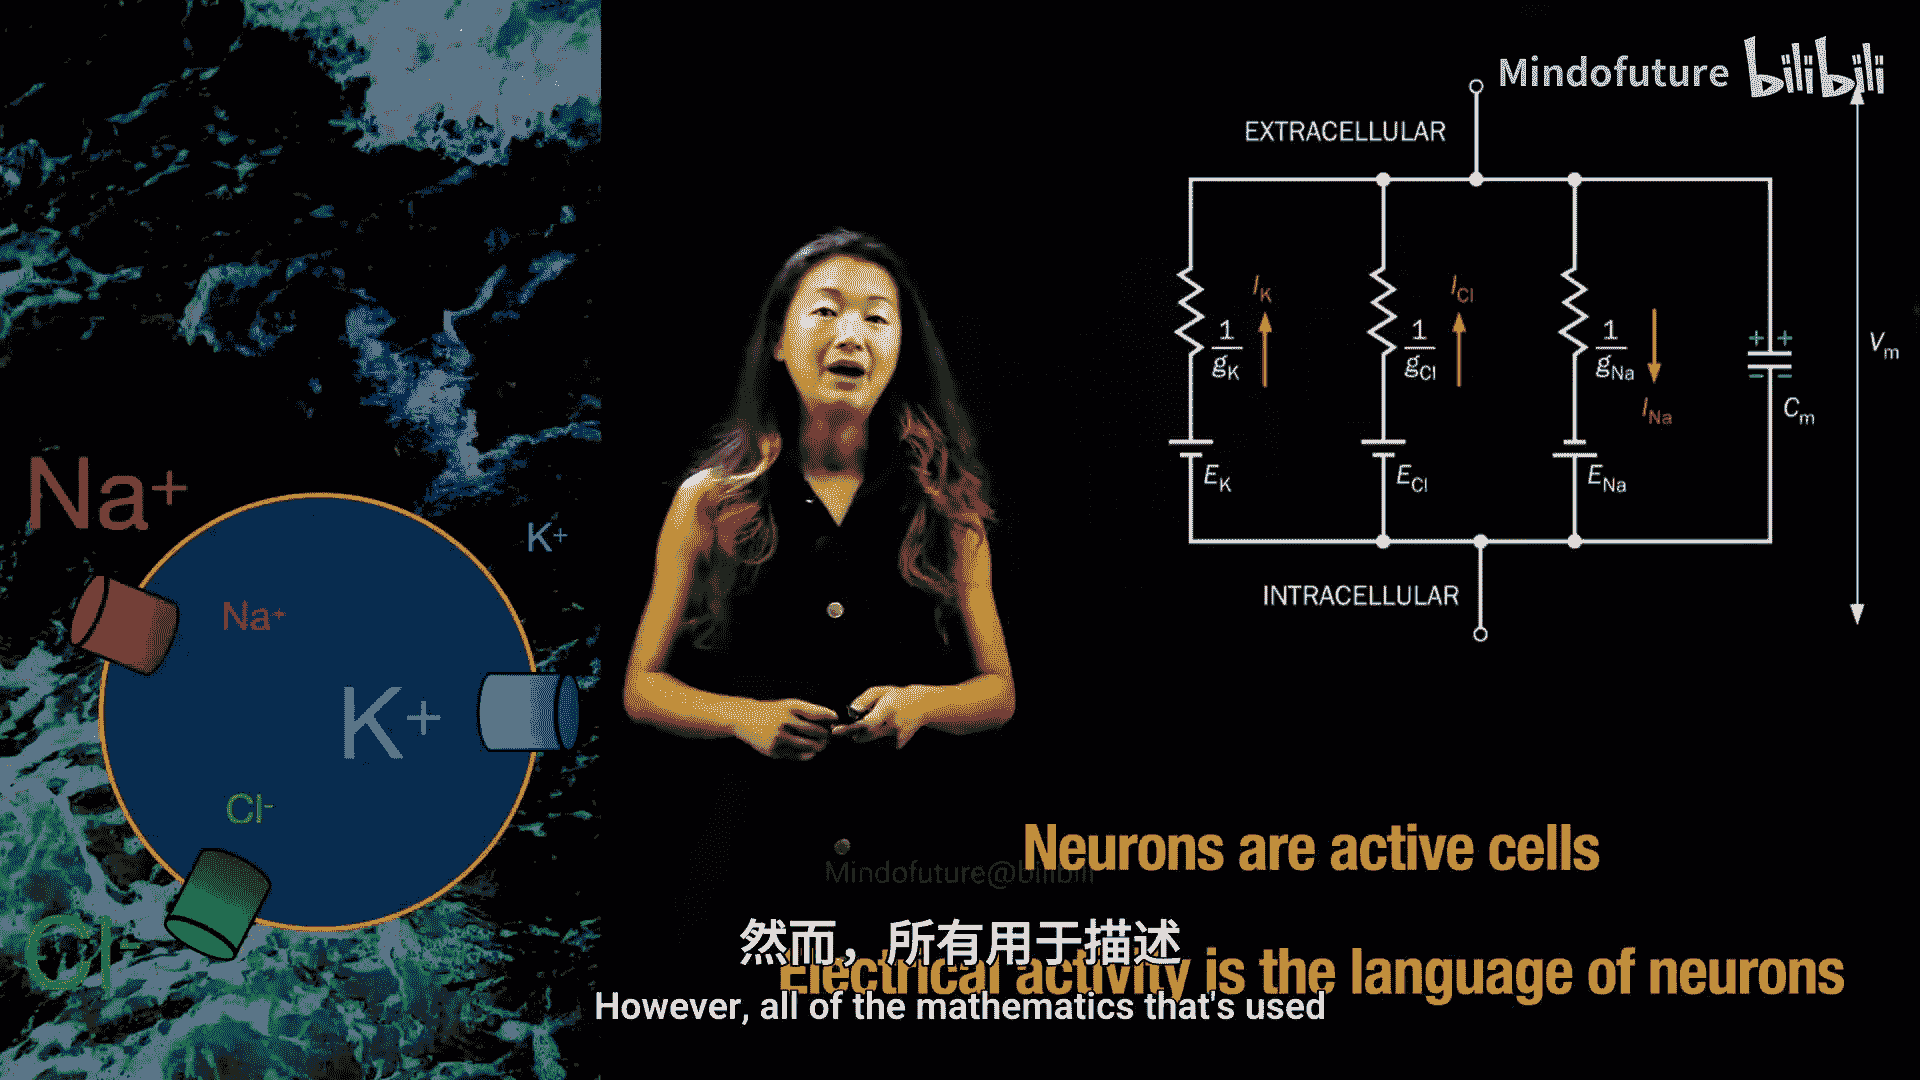 Mindofuture bilibili
EXTRACELLULAR
I_K
I_Cl
1/g_K
1/g_Cl
1/g_Na
I_Na
V_m
C_m
E_K
E_Cl
E_Na
INTRACELLULAR
Na⁺
K⁺
Na⁺
K⁺
Cl⁻
Cl⁻
Neurons are active cells
Mindofuture@bilibili
然而，所有用于描述
Electrical activity is the language of neurons
However, all of the mathematics that's used